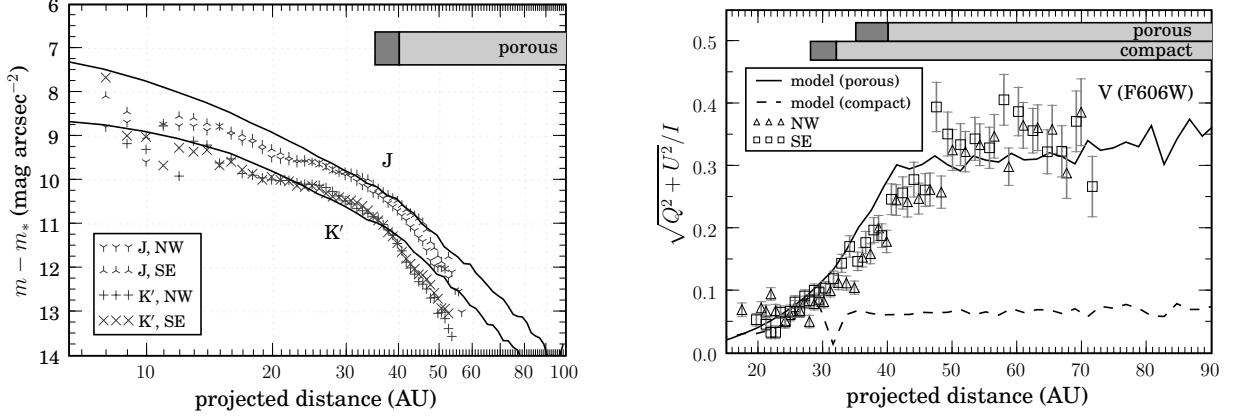 6
7
8
9
10
11
12
13
14
m − m* (mag arcsec−2)
porous
J
K′
J, NW
J, SE
K′, NW
K′, SE
10 20 30 40 50 60 80 100
projected distance (AU)
0.5
0.4
0.3
0.2
0.1
0.0
√Q2 + U2/I
porous
compact
model (porous)
model (compact)
NW
SE
V (F606W)
20 30 40 50 60 70 80 90
projected distance (AU)